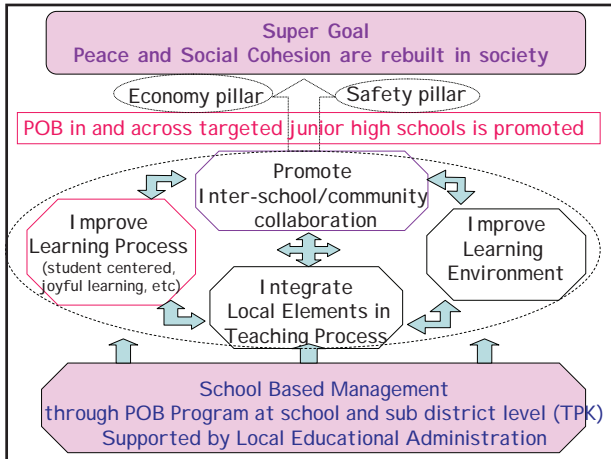 Super Goal
Peace and Social Cohesion are rebuilt in society
Economy pillar
Safety pillar
POB in and across targeted junior high schools is promoted
Promote
Inter-school/community
collaboration
Improve
Learning Process
(student centered,
joyful learning, etc)
Improve
Learning
Environment
Integrate
Local Elements in
Teaching Process
School Based Management
through POB Program at school and sub district level (TPK)
Supported by Local Educational Administration